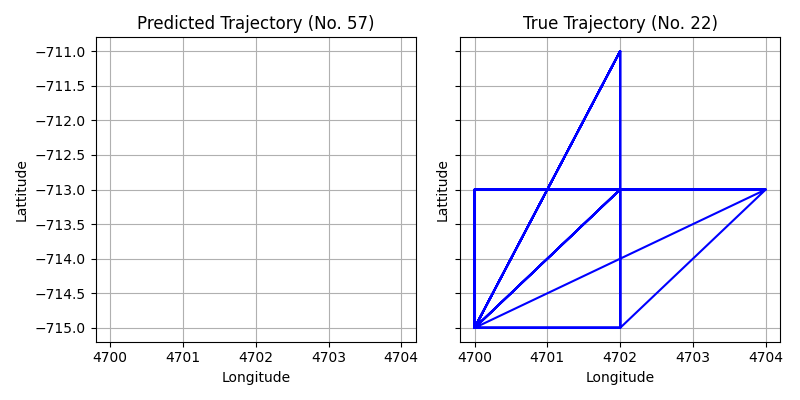 Predicted Trajectory (No. 57)
True Trajectory (No. 22)
−711.0
−711.5
−712.0
−712.5
−713.0
−713.5
−714.0
−714.5
−715.0
Lattitude
Lattitude
4700 4701 4702 4703 4704
4700 4701 4702 4703 4704
Longitude
Longitude